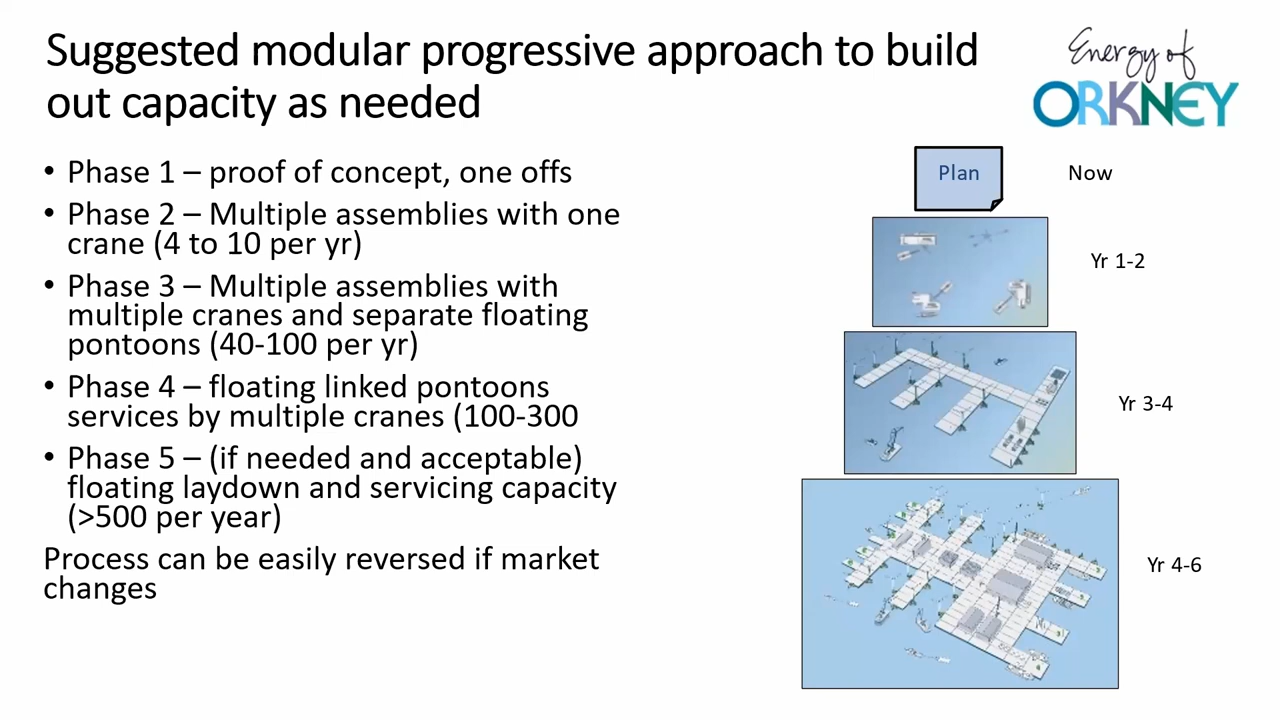 Suggested modular progressive approach to build
out capacity as needed
Energy of
ORKNEY
• Phase 1 – proof of concept, one offs
• Phase 2 – Multiple assemblies with one
crane (4 to 10 per yr)
• Phase 3 – Multiple assemblies with
multiple cranes and separate floating
pontoons (40-100 per yr)
• Phase 4 – floating linked pontoons
services by multiple cranes (100-300
• Phase 5 – (if needed and acceptable)
floating laydown and servicing capacity
(>500 per year)
Process can be easily reversed if market
changes
Plan
Now
Yr 1-2
Yr 3-4
Yr 4-6